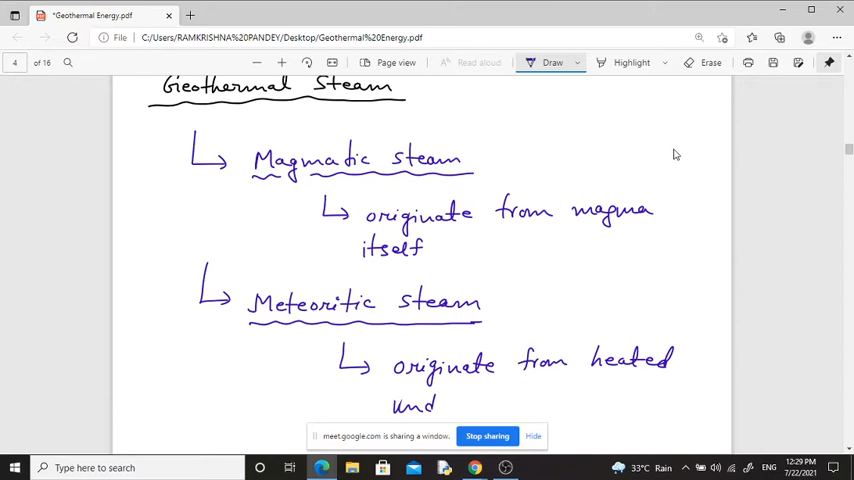 *Geothermal Energy.pdf
File C:/Users/RAMKRISHNA%20PANDEY/Desktop/Geothermal%20Energy.pdf
4 of 16 Page view Read aloud Draw Highlight Erase
Geothermal Steam
Magmatic steam
originate from magma
itself
Meteoritic steam
originate from heated
und
meet.google.com is sharing a window. Stop sharing Hide
Type here to search 33°C Rain ENG 12:29 PM
7/22/2021